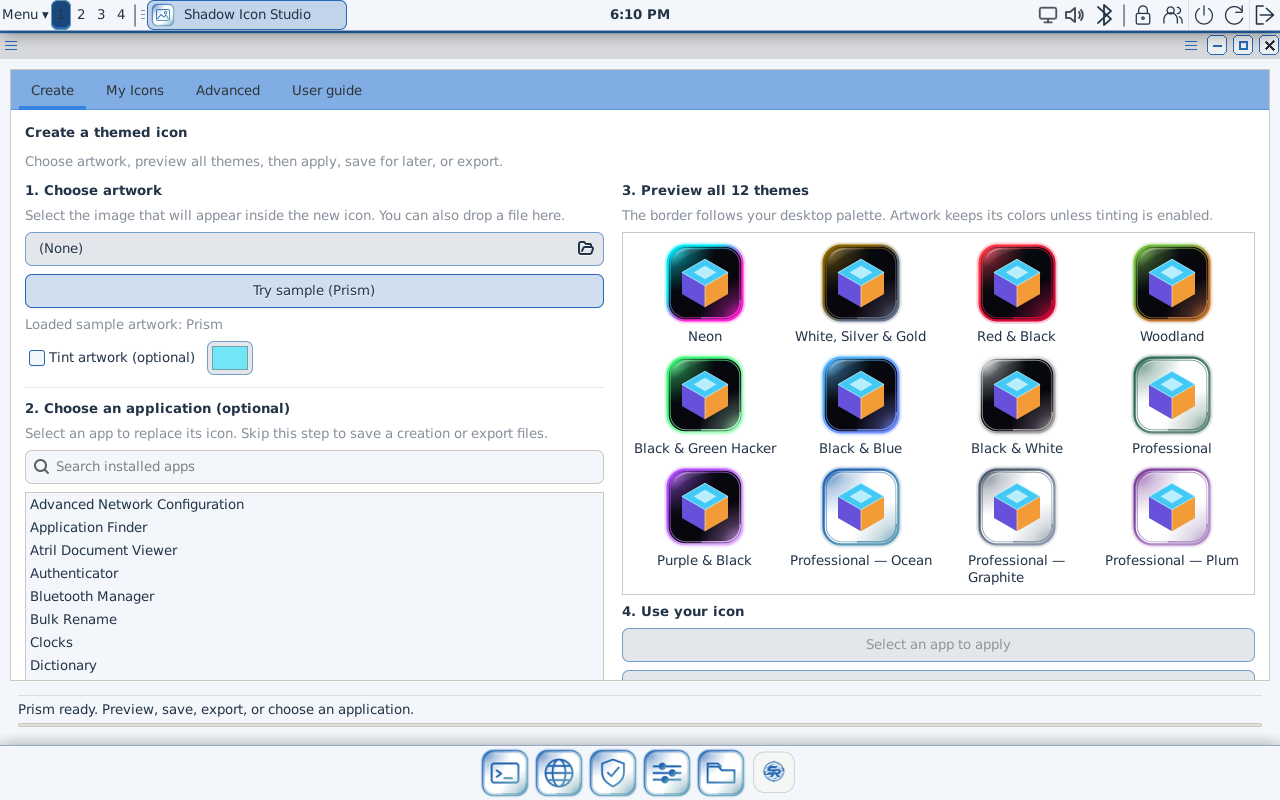 Menu ▾ 1 2 3 4 Shadow Icon Studio 6:10 PM
Create My Icons Advanced User guide
Create a themed icon
Choose artwork, preview all themes, then apply, save for later, or export.
1. Choose artwork
Select the image that will appear inside the new icon. You can also drop a file here.
(None)
Try sample (Prism)
Loaded sample artwork: Prism
Tint artwork (optional)
2. Choose an application (optional)
Select an app to replace its icon. Skip this step to save a creation or export files.
Search installed apps
Advanced Network Configuration
Application Finder
Atril Document Viewer
Authenticator
Bluetooth Manager
Bulk Rename
Clocks
Dictionary
3. Preview all 12 themes
The border follows your desktop palette. Artwork keeps its colors unless tinting is enabled.
Neon White, Silver & Gold Red & Black Woodland
Black & Green Hacker Black & Blue Black & White Professional
Purple & Black Professional — Ocean Professional — Graphite Professional — Plum
4. Use your icon
Select an app to apply
Prism ready. Preview, save, export, or choose an application.
SR